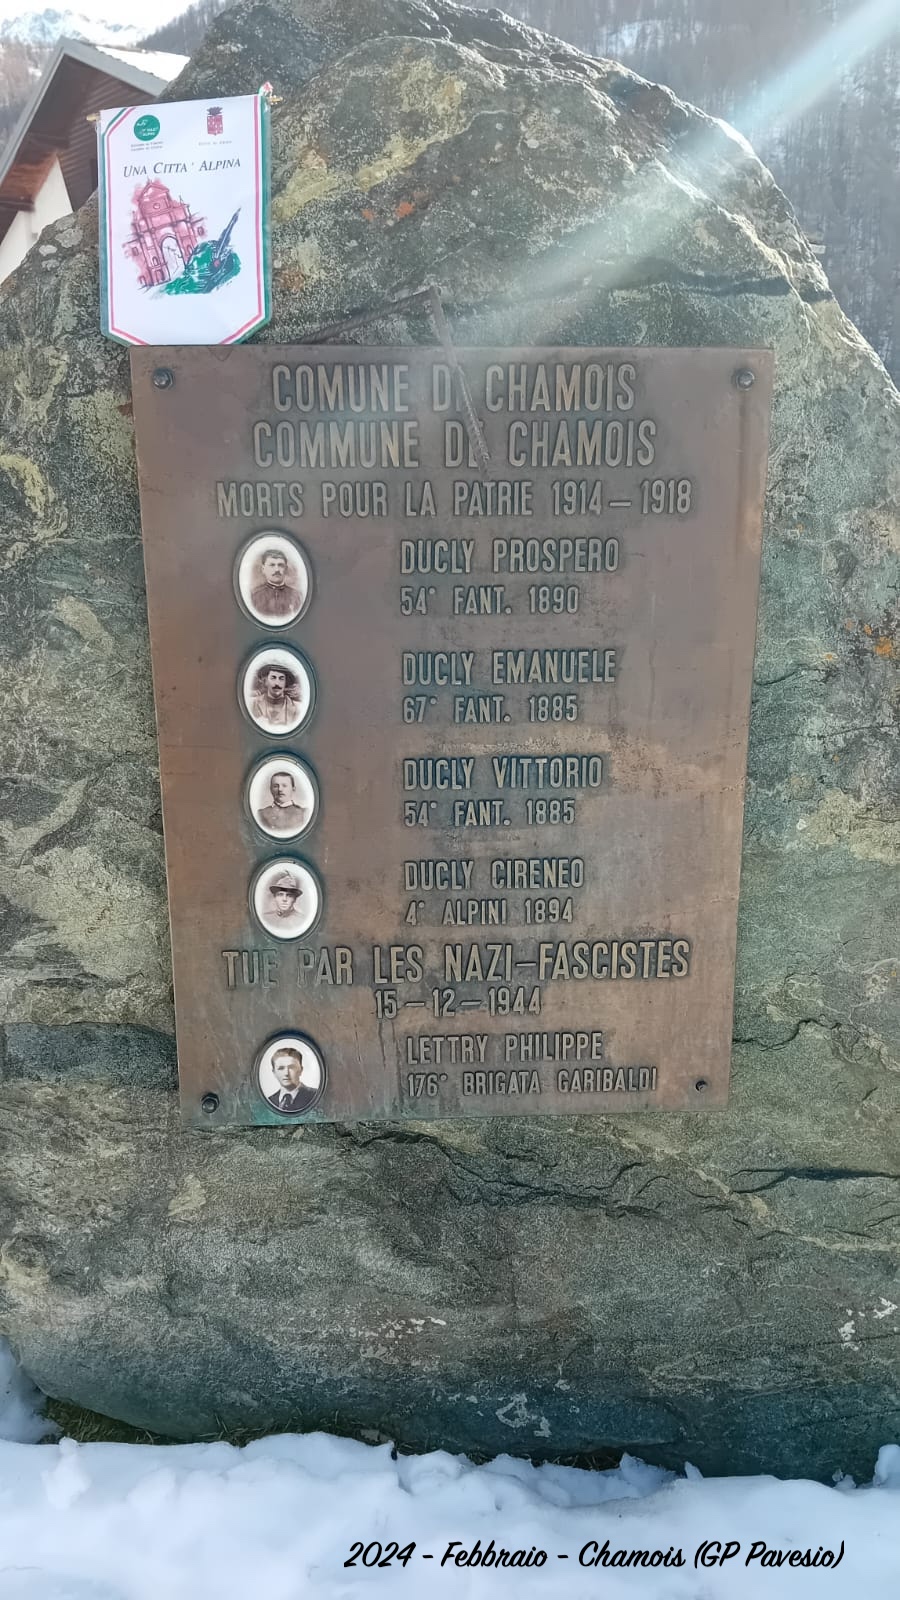 UNA CITTA' ALPINA
COMUNE DI CHAMOIS
COMMUNE DE CHAMOIS
MORTS POUR LA PATRIE 1914-1918
DUCLY PROSPERO
54° FANT. 1890
DUCLY EMANUELE
67° FANT. 1885
DUCLY VITTORIO
54° FANT. 1885
DUCLY CIRENEO
4° ALPINI 1894
TUE PAR LES NAZI-FASCISTES
15-12-1944
LETTRY PHILIPPE
176° BRIGATA GARIBALDI
2024 - Febbraio - Chamois (GP Pavesio)